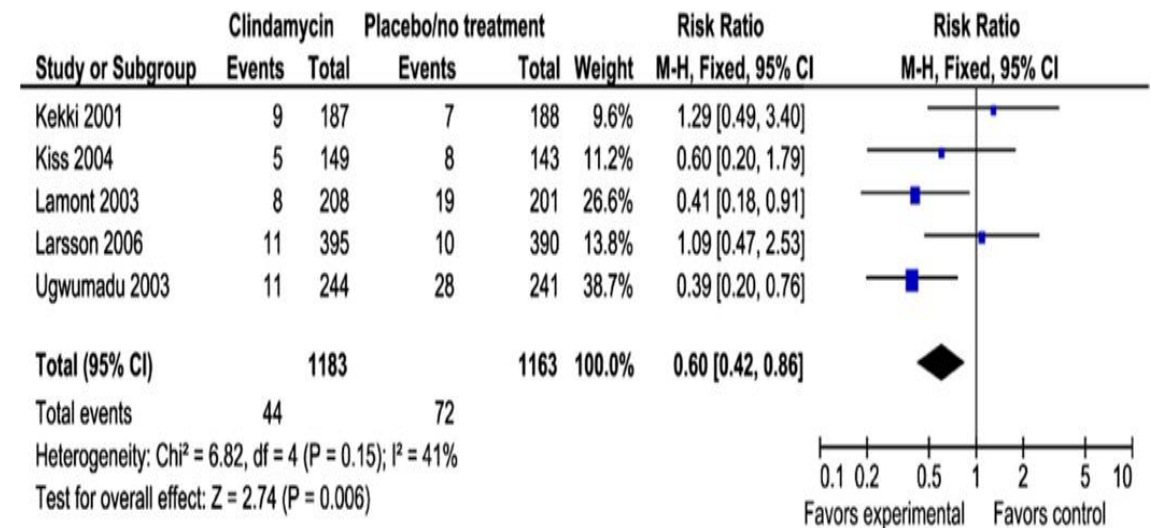 Clindamycin Placebo/no treatment Risk Ratio Risk Ratio
Study or Subgroup Events Total Events Total Weight M-H, Fixed, 95% CI M-H, Fixed, 95% CI
Kekki 2001 9 187 7 188 9.6% 1.29 [0.49, 3.40]
Kiss 2004 5 149 8 143 11.2% 0.60 [0.20, 1.79]
Lamont 2003 8 208 19 201 26.6% 0.41 [0.18, 0.91]
Larsson 2006 11 395 10 390 13.8% 1.09 [0.47, 2.53]
Ugwumadu 2003 11 244 28 241 38.7% 0.39 [0.20, 0.76]
Total (95% CI) 1183 1163 100.0% 0.60 [0.42, 0.86]
Total events 44 72
Heterogeneity: Chi² = 6.82, df = 4 (P = 0.15); I² = 41%
Test for overall effect: Z = 2.74 (P = 0.006)
0.1 0.2 0.5 1 2 5 10
Favors experimental Favors control